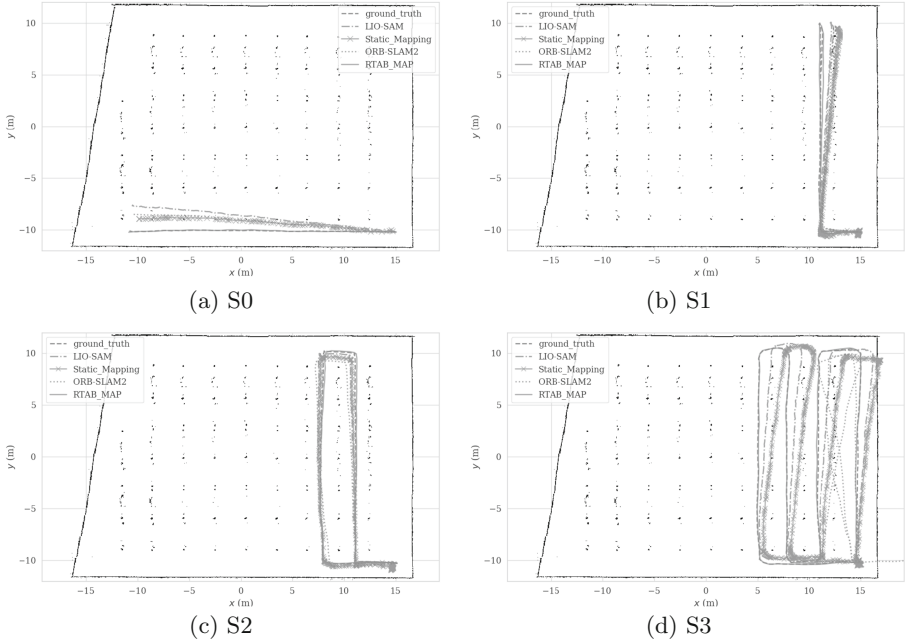 ground_truth
LIO-SAM
Static_Mapping
ORB-SLAM2
RTAB_MAP
10
5
0
−5
−10
y (m)
−15
−10
−5
0
5
10
15
x (m)
(a) S0
ground_truth
LIO-SAM
Static_Mapping
ORB-SLAM2
RTAB_MAP
10
5
0
−5
−10
y (m)
−15
−10
−5
0
5
10
15
x (m)
(b) S1
ground_truth
LIO-SAM
Static_Mapping
ORB-SLAM2
RTAB_MAP
10
5
0
−5
−10
y (m)
−15
−10
−5
0
5
10
15
x (m)
(c) S2
ground_truth
LIO-SAM
Static_Mapping
ORB-SLAM2
RTAB_MAP
10
5
0
−5
−10
y (m)
−15
−10
−5
0
5
10
15
x (m)
(d) S3